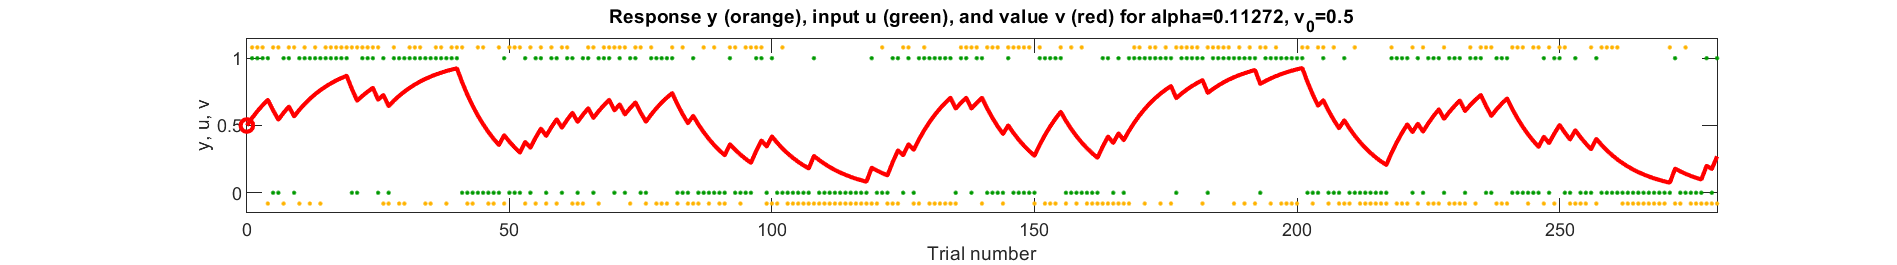 Response y (orange), input u (green), and value v (red) for alpha=0.11272, v0=0.5
y, u, v
1
0.5
0
0 50 100 150 200 250
Trial number